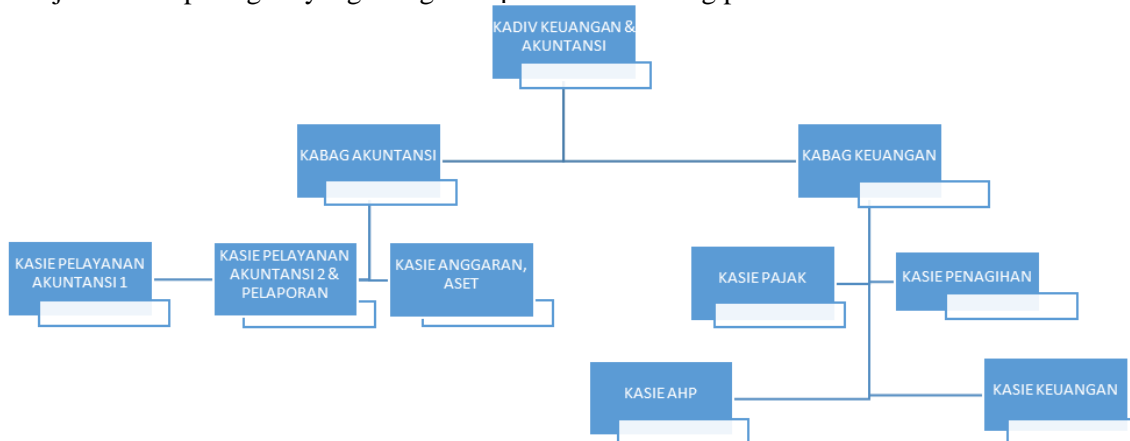 KADIV KEUANGAN &
AKUNTANSI
KABAG AKUNTANSI
KABAG KEUANGAN
KASIE PELAYANAN
AKUNTANSI 1
KASIE PELAYANAN
AKUNTANSI 2 &
PELAPORAN
KASIE ANGGARAN,
ASET
KASIE PAJAK
KASIE PENAGIHAN
KASIE AHP
KASIE KEUANGAN